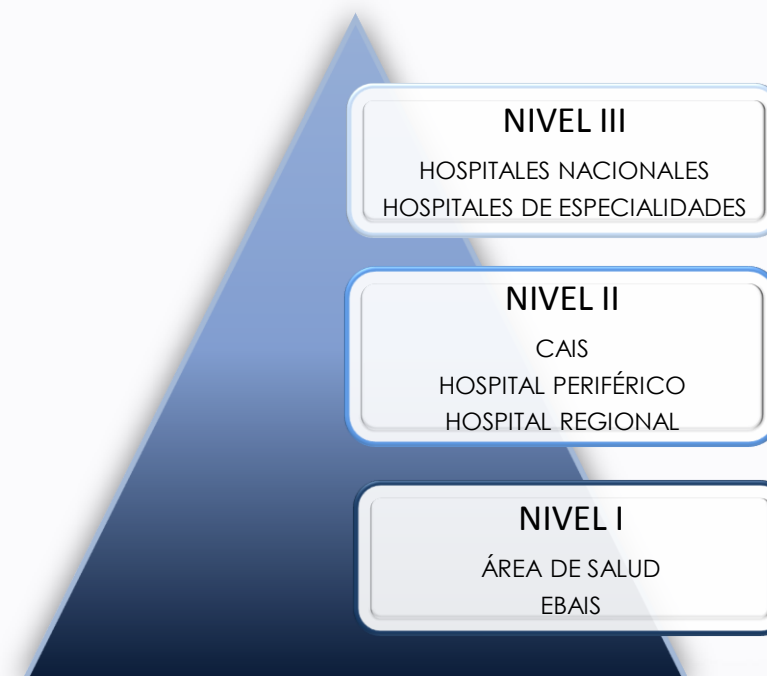 NIVEL III
HOSPITALES NACIONALES
HOSPITALES DE ESPECIALIDADES
NIVEL II
CAIS
HOSPITAL PERIFÉRICO
HOSPITAL REGIONAL
NIVEL I
ÁREA DE SALUD
EBAIS